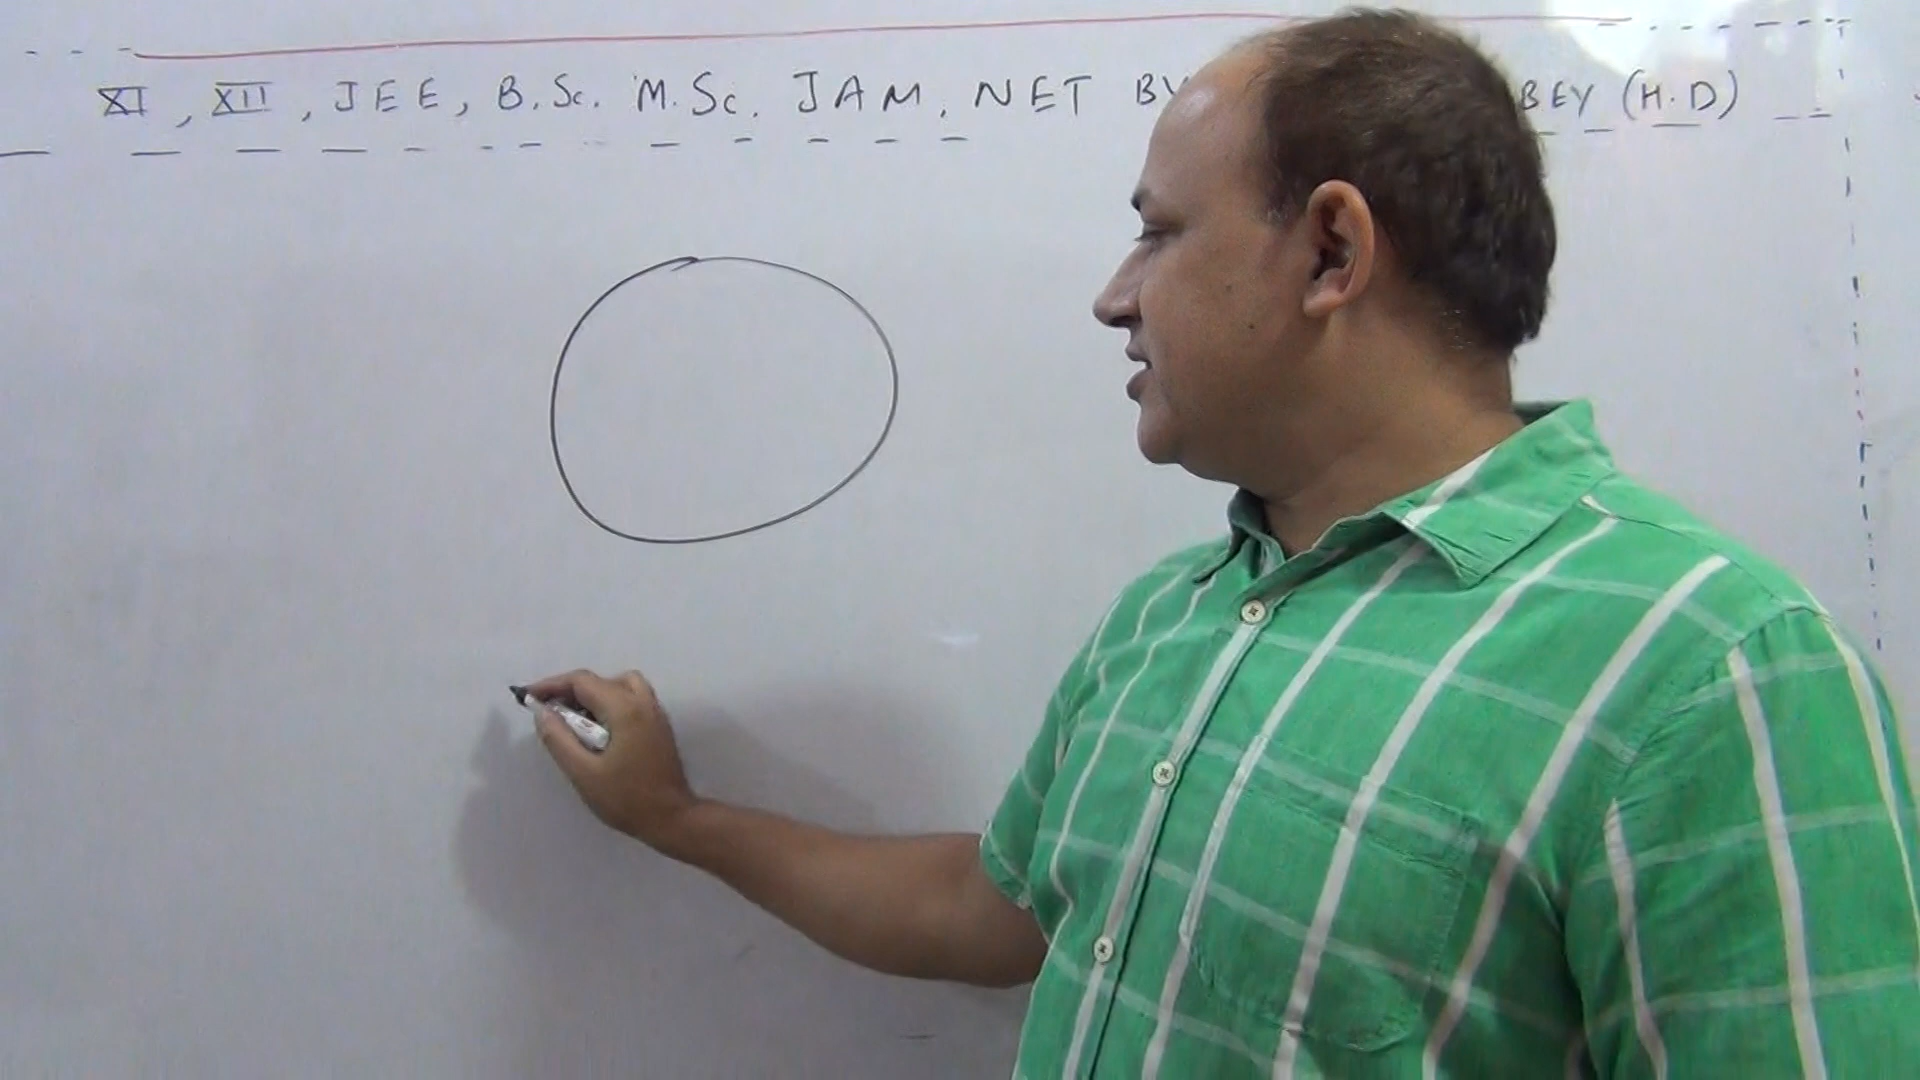 XI, XII, JEE, B.Sc. M.Sc. JAM, NET BY BEY (H.D)